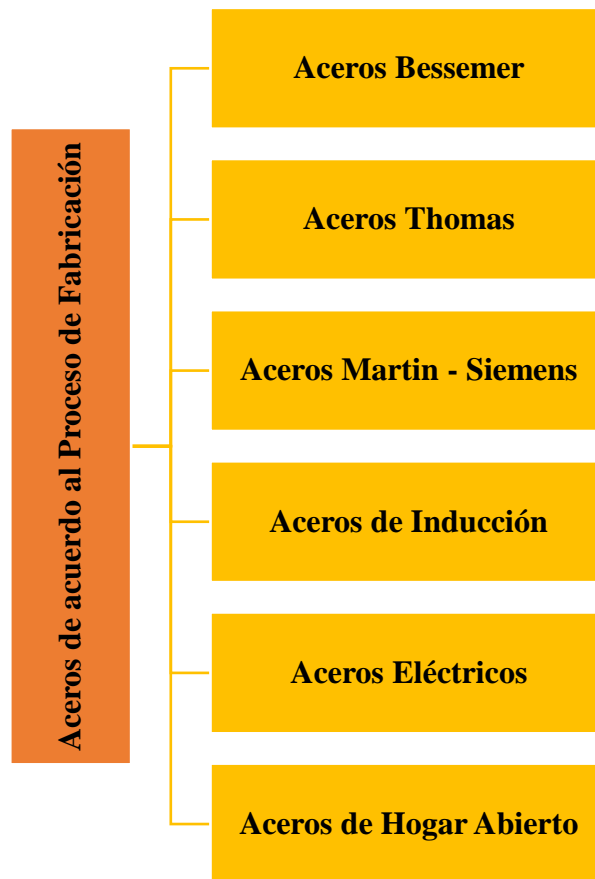 Aceros de acuerdo al Proceso de Fabricación
Aceros Bessemer
Aceros Thomas
Aceros Martin - Siemens
Aceros de Inducción
Aceros Eléctricos
Aceros de Hogar Abierto